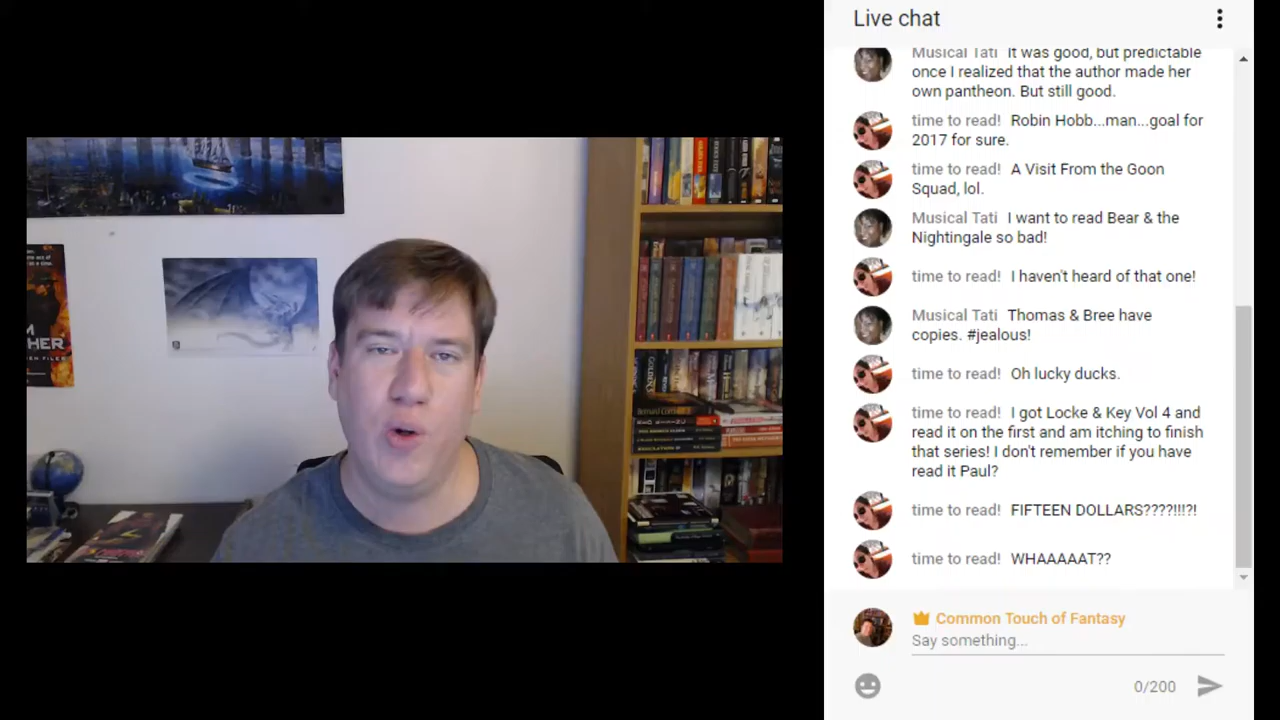 Live chat
Musical Tati It was good, but predictable
once I realized that the author made her
own pantheon. But still good.
time to read! Robin Hobb...man...goal for
2017 for sure.
time to read! A Visit From the Goon
Squad, lol.
Musical Tati I want to read Bear & the
Nightingale so bad!
time to read! I haven't heard of that one!
Musical Tati Thomas & Bree have
copies. #jealous!
time to read! Oh lucky ducks.
time to read! I got Locke & Key Vol 4 and
read it on the first and am itching to finish
that series! I don't remember if you have
read it Paul?
time to read! FIFTEEN DOLLARS????!!!?!
time to read! WHAAAAAT??
Common Touch of Fantasy
Say something...
0/200